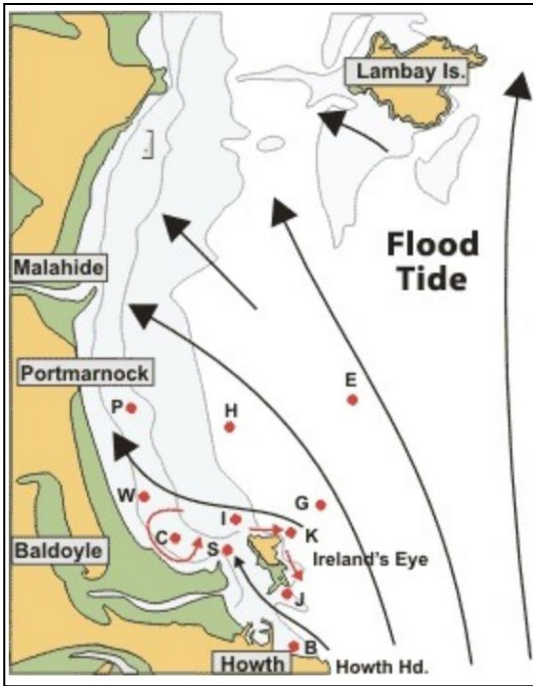 Lambay Is.
Flood
Tide
Malahide
Portmarnock
P
E
H
W
G
I
K
C
S
Baldoyle
Ireland's Eye
J
B
Howth
Howth Hd.